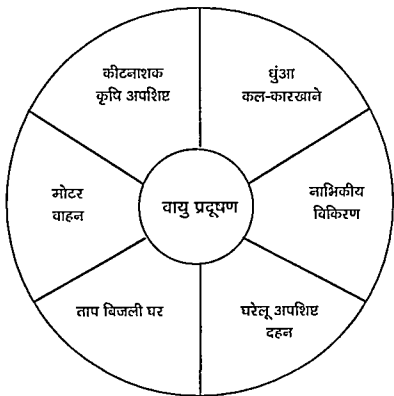 कीटनाशक
कृषि अपशिष्ट
धुंआ
कल-कारखाने
मोटर
वाहन
वायु प्रदूषण
नाभिकीय
विकिरण
ताप बिजली घर
घरेलू अपशिष्ट
दहन